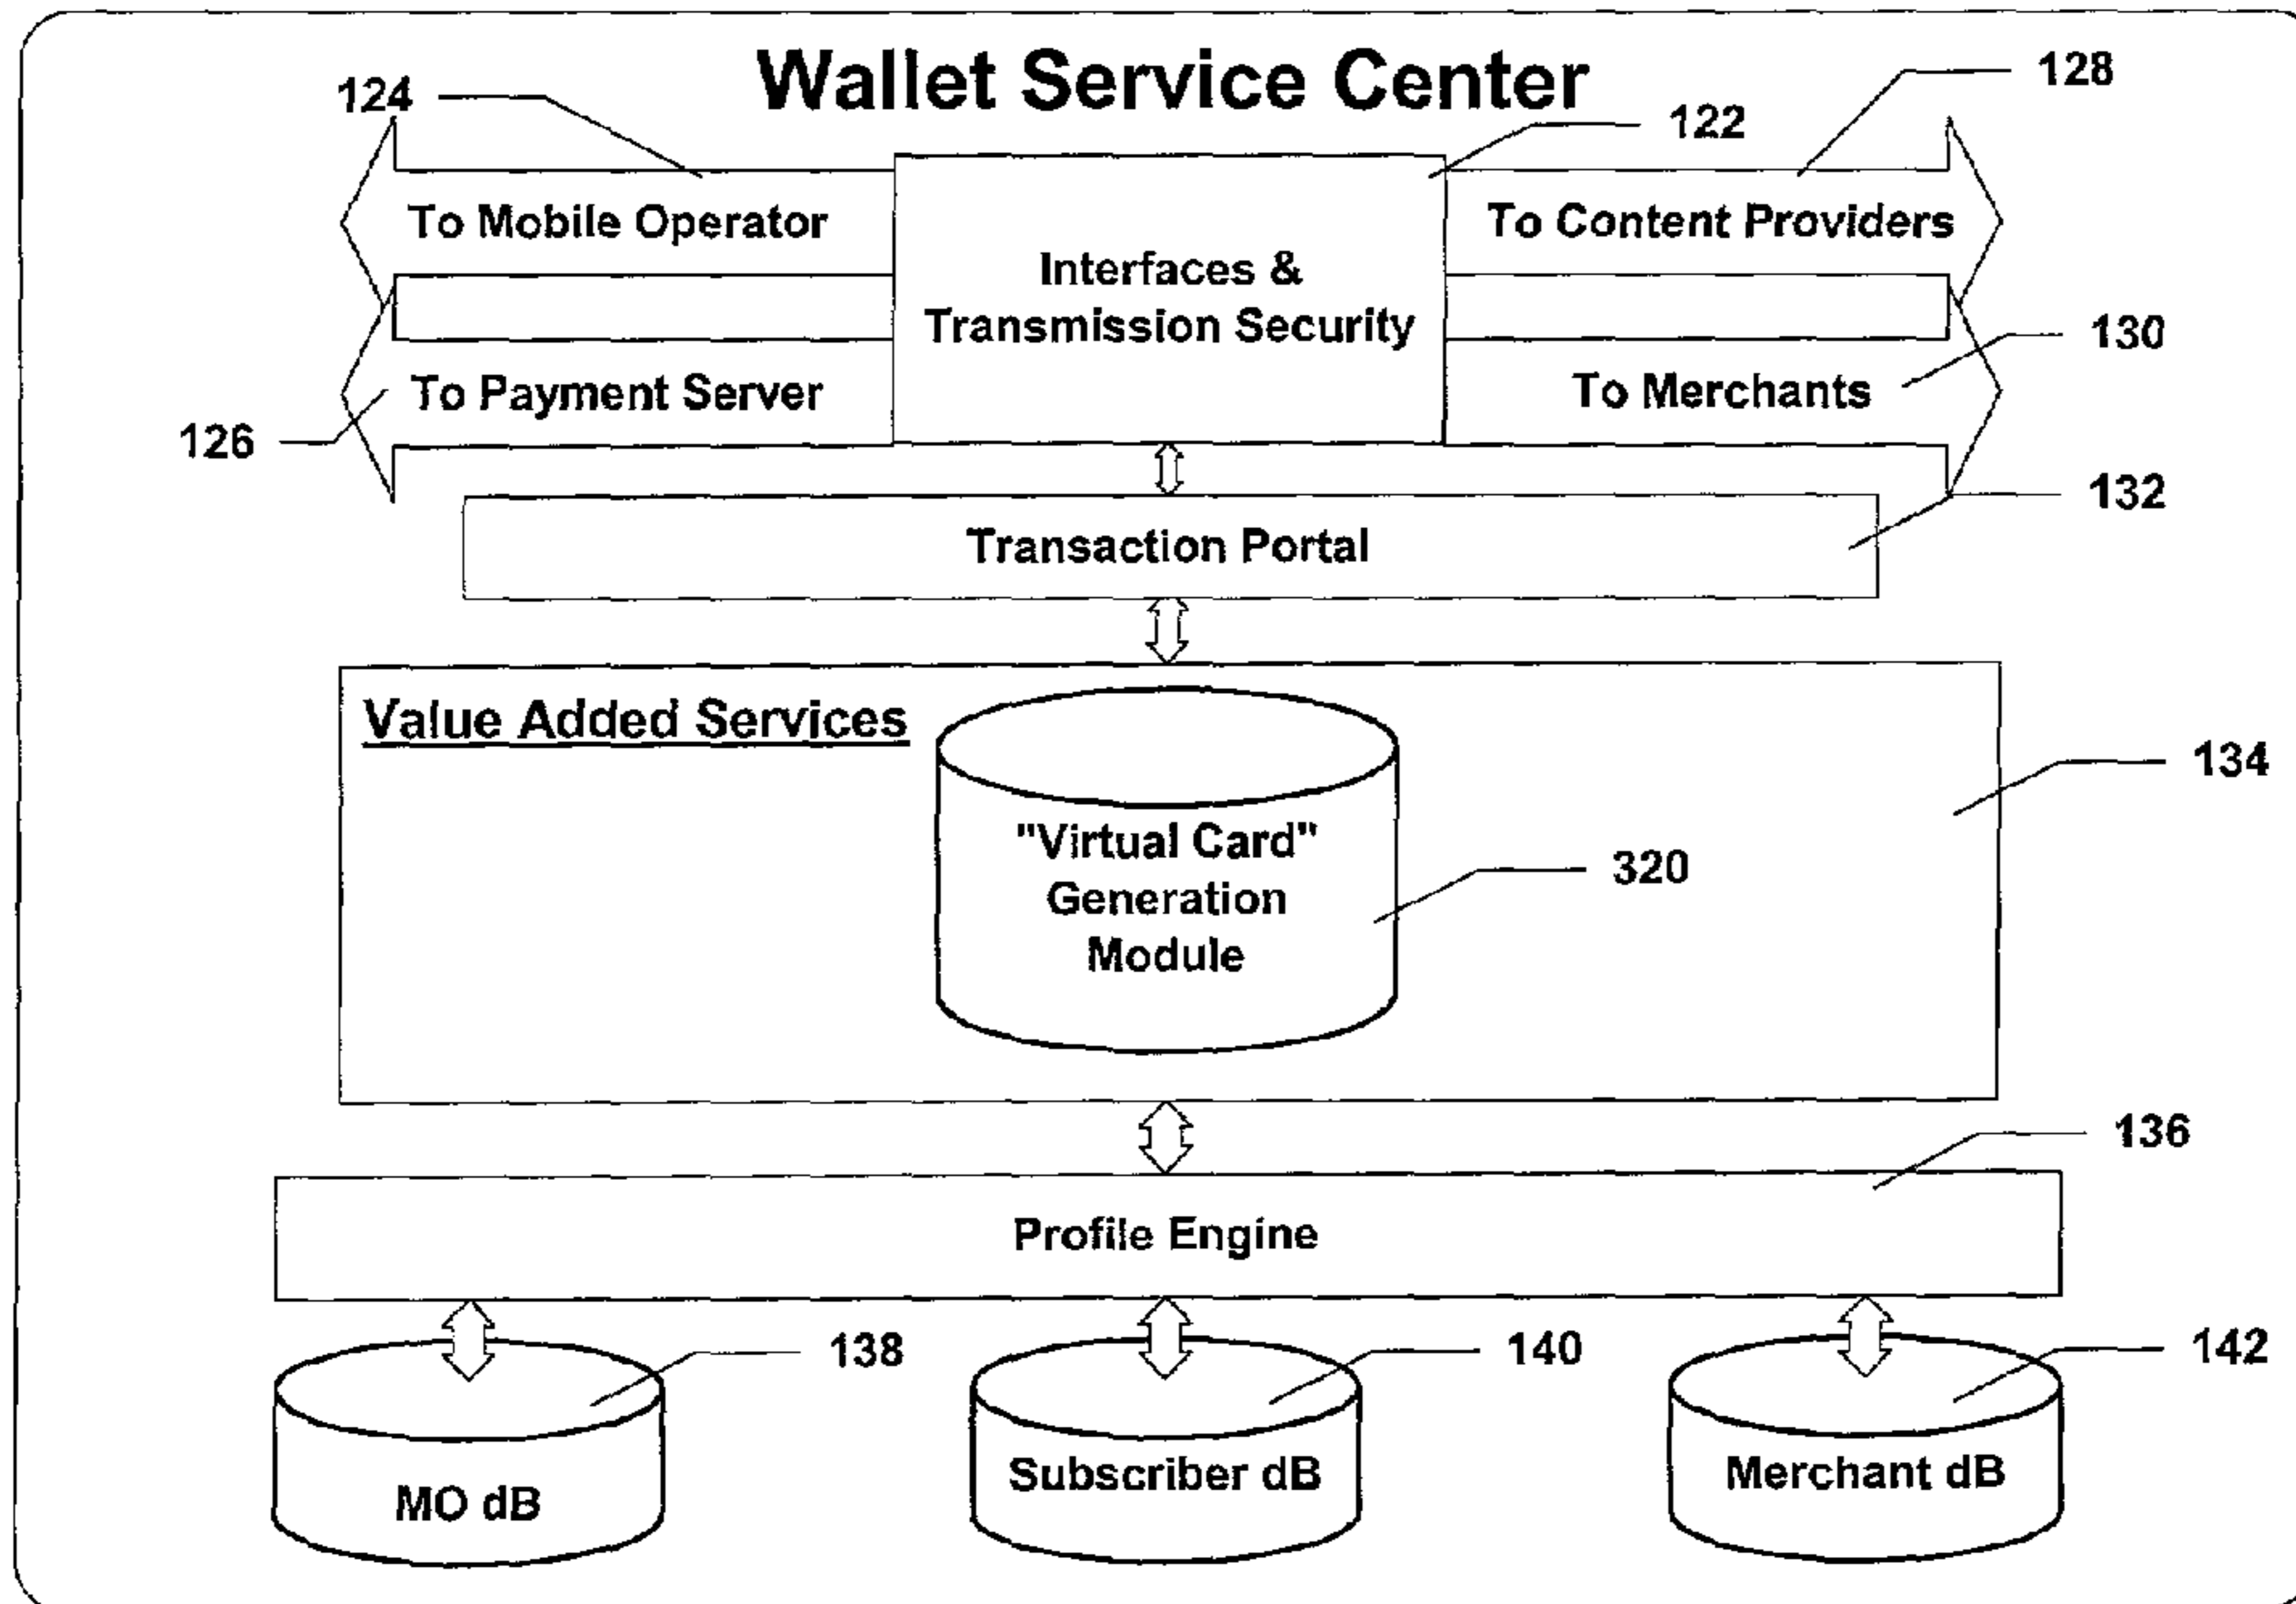 Wallet Service Center
124
128
122
To Mobile Operator
To Content Providers
Interfaces &
Transmission Security
130
To Payment Server
To Merchants
126
132
Transaction Portal
Value Added Services
134
"Virtual Card"
Generation
Module
320
136
Profile Engine
138
140
142
MO dB
Subscriber dB
Merchant dB